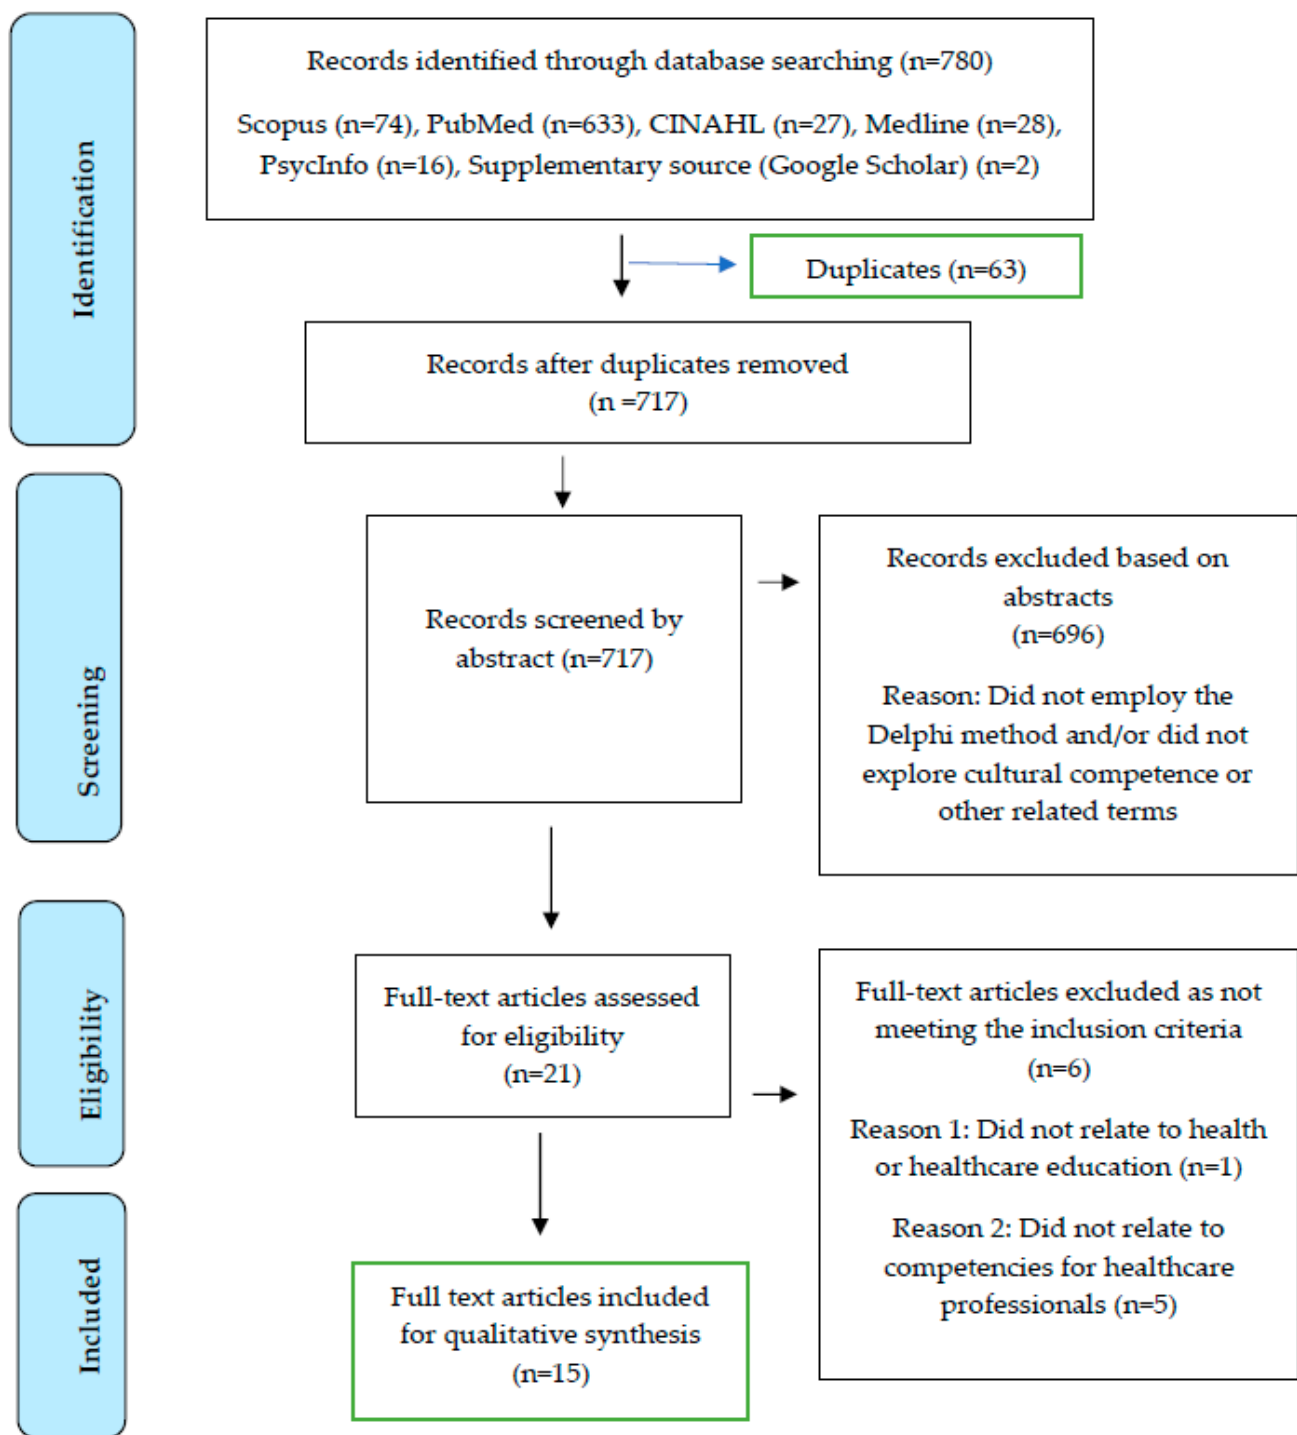 Identification
Records identified through database searching (n=780)
Scopus (n=74), PubMed (n=633), CINAHL (n=27), Medline (n=28),
PsycInfo (n=16), Supplementary source (Google Scholar) (n=2)
Duplicates (n=63)
Records after duplicates removed
(n =717)
Screening
Records screened by
abstract (n=717)
Records excluded based on
abstracts
(n=696)
Reason: Did not employ the
Delphi method and/or did not
explore cultural competence or
other related terms
Eligibility
Full-text articles assessed
for eligibility
(n=21)
Full-text articles excluded as not
meeting the inclusion criteria
(n=6)
Reason 1: Did not relate to health
or healthcare education (n=1)
Reason 2: Did not relate to
competencies for healthcare
professionals (n=5)
Included
Full text articles included
for qualitative synthesis
(n=15)